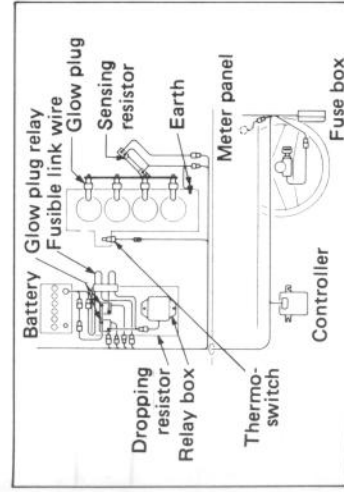 Battery
Glow plug relay
Fusible link wire
Glow plug
Sensing
resistor
Earth
Dropping
resistor
Relay box
Thermo-
switch
Meter panel
Controller
Fuse box